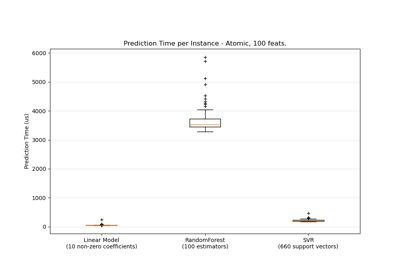 Prediction Time per Instance - Atomic, 100 feats.
Prediction Time (us)
6000
5000
4000
3000
2000
1000
0
Linear Model
(10 non-zero coefficients)
RandomForest
(100 estimators)
SVR
(660 support vectors)